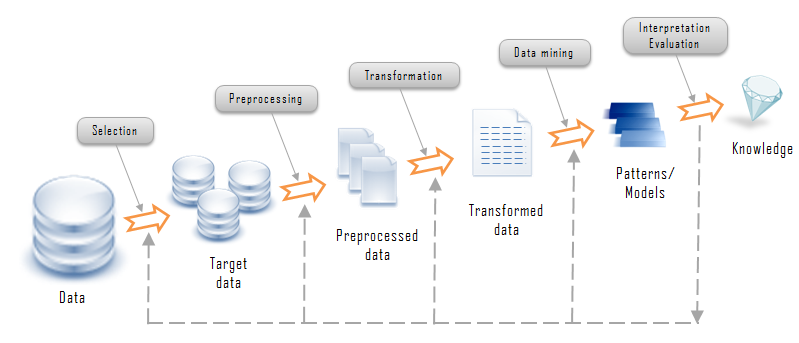 Interpretation
Evaluation
Data mining
Transformation
Preprocessing
Selection
Knowledge
Patterns/
Models
Transformed
data
Preprocessed
data
Target
data
Data